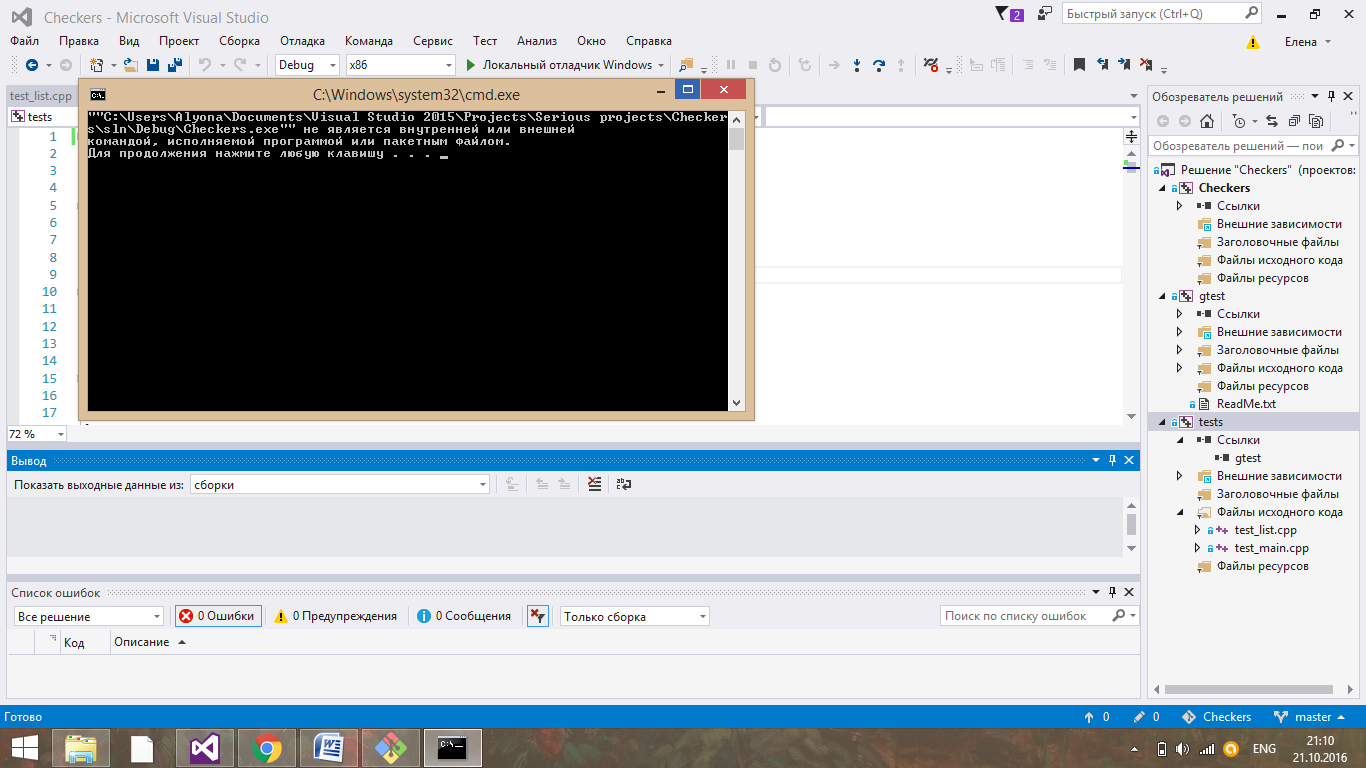 Checkers - Microsoft Visual Studio
2
Быстрый запуск (Ctrl+Q)
Файл Правка Вид Проект Сборка Отладка Команда Сервис Тест Анализ Окно Справка
Елена
Debug x86 Локальный отладчик Windows
test_list.cpp
tests
C:\Windows\system32\cmd.exe
""C:\Users\Alyona\Documents\Visual Studio 2015\Projects\Serious projects\Checker
s\sln\Debug\Checkers.exe"" не является внутренней или внешней
командой, исполняемой программой или пакетным файлом.
Для продолжения нажмите любую клавишу . . .
1
2
3
4
5
6
7
8
9
10
11
12
13
14
15
16
17
72 %
Вывод
Показать выходные данные из: сборки
Список ошибок
Все решение 0 Ошибки 0 Предупреждения 0 Сообщения Только сборка Поиск по списку ошибок
Код Описание
Обозреватель решений
Обозреватель решений — пои
Решение "Checkers" (проектов:
Checkers
Ссылки
Внешние зависимости
Заголовочные файлы
Файлы исходного кода
Файлы ресурсов
gtest
Ссылки
Внешние зависимости
Заголовочные файлы
Файлы исходного кода
Файлы ресурсов
ReadMe.txt
tests
Ссылки
gtest
Внешние зависимости
Заголовочные файлы
Файлы исходного кода
test_list.cpp
test_main.cpp
Файлы ресурсов
Готово
0 0 Checkers master
ENG
21:10
21.10.2016